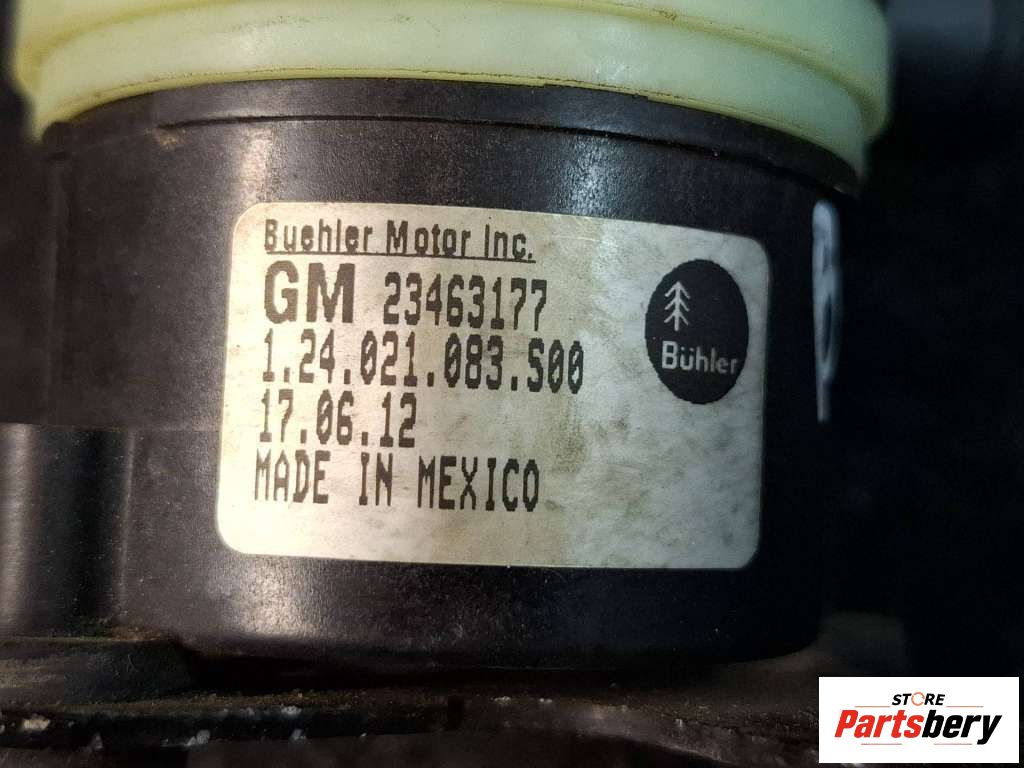 Buehler Motor Inc.
GM 23463177
1.24.021.083.S00
17.06.12
MADE IN MEXICO
Bühler
STORE
Partsbery